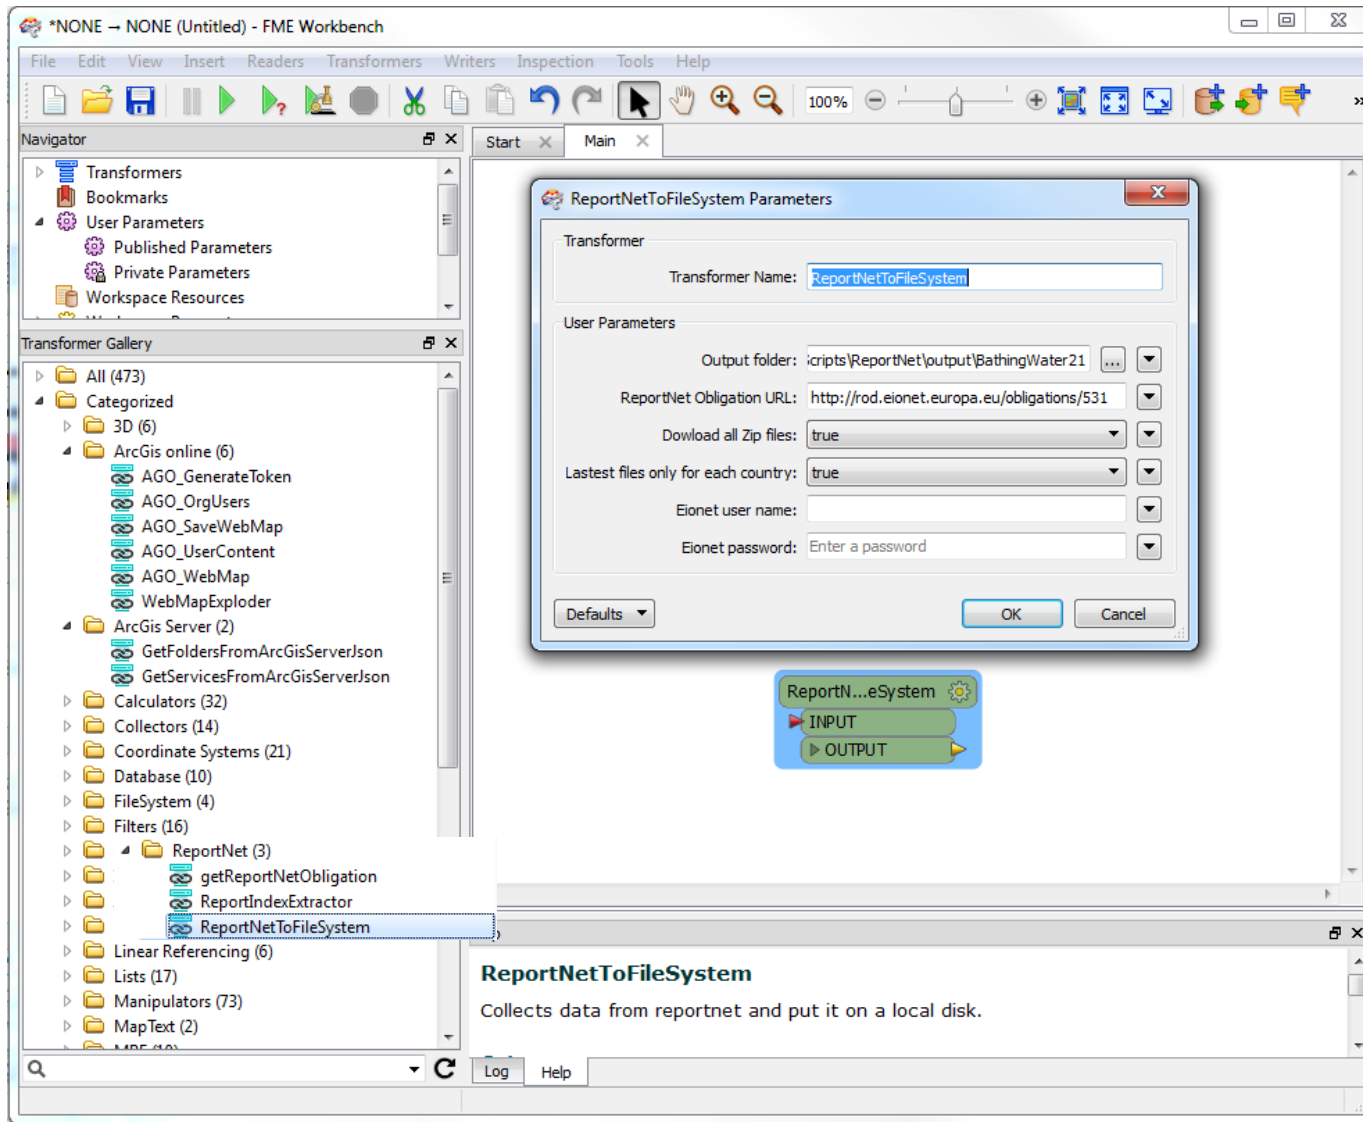 *NONE → NONE (Untitled) - FME Workbench
File Edit View Insert Readers Transformers Writers Inspection Tools Help
100%
Navigator
Transformers
Bookmarks
User Parameters
Published Parameters
Private Parameters
Workspace Resources
Transformer Gallery
All (473)
Categorized
3D (6)
ArcGis online (6)
AGO_GenerateToken
AGO_OrgUsers
AGO_SaveWebMap
AGO_UserContent
AGO_WebMap
WebMapExploder
ArcGis Server (2)
GetFoldersFromArcGisServerJson
GetServicesFromArcGisServerJson
Calculators (32)
Collectors (14)
Coordinate Systems (21)
Database (10)
FileSystem (4)
Filters (16)
ReportNet (3)
getReportNetObligation
ReportIndexExtractor
ReportNetToFileSystem
Linear Referencing (6)
Lists (17)
Manipulators (73)
MapText (2)
Start
Main
ReportNetToFileSystem Parameters
Transformer
Transformer Name: ReportNetToFileSystem
User Parameters
Output folder: Scripts\ReportNet\output\BathingWater21 ...
ReportNet Obligation URL: http://rod.eionet.europa.eu/obligations/531
Dowload all Zip files: true
Lastest files only for each country: true
Eionet user name:
Eionet password: Enter a password
Defaults OK Cancel
ReportN...eSystem
INPUT
OUTPUT
ReportNetToFileSystem
Collects data from reportnet and put it on a local disk.
Log Help